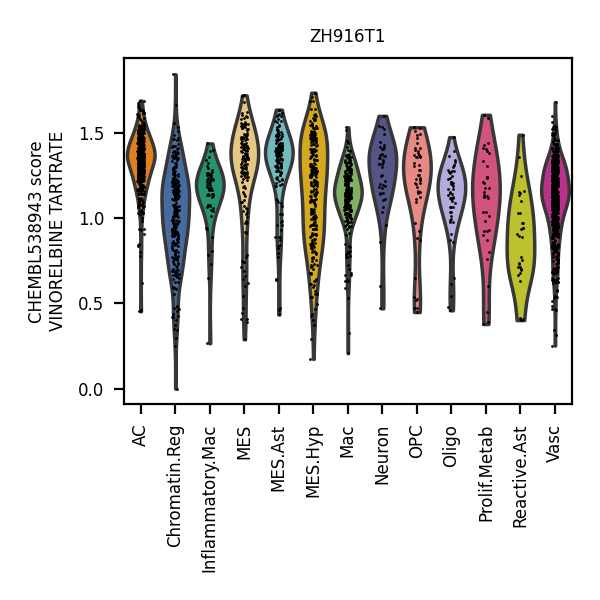 ZH916T1
CHEMBL538943 score
VINORELBINE TARTRATE
1.5
1.0
0.5
0.0
AC
Chromatin.Reg
Inflammatory.Mac
MES
MES.Ast
MES.Hyp
Mac
Neuron
OPC
Oligo
Prolif.Metab
Reactive.Ast
Vasc